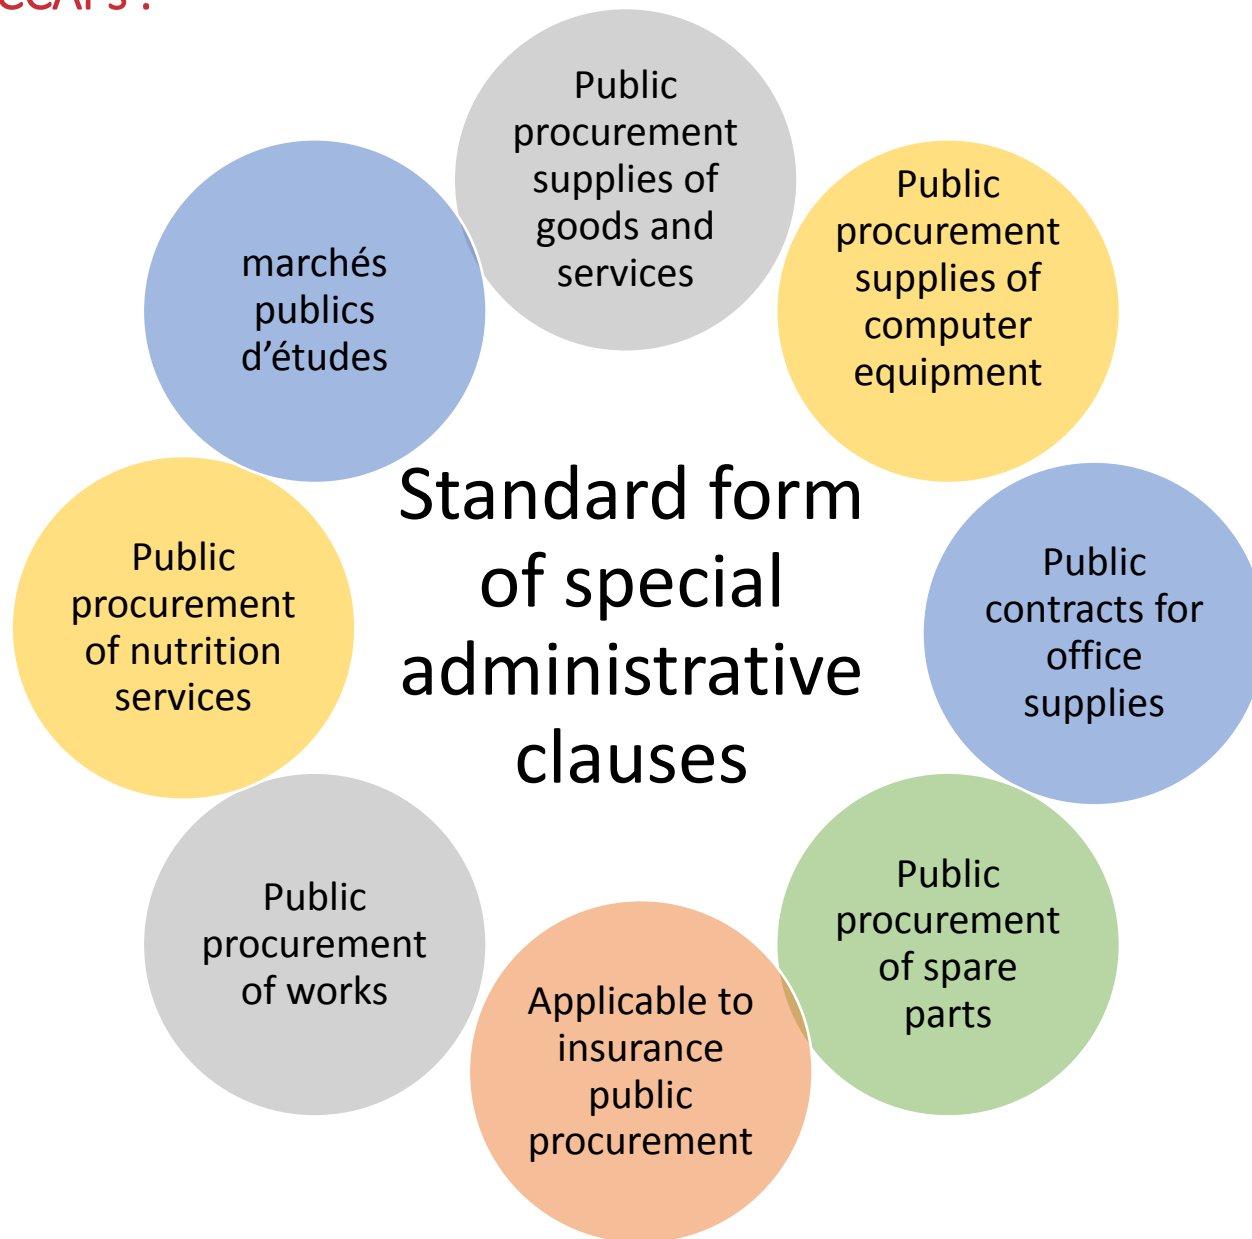 CCAPs :
Public
procurement
supplies of
goods and
services
Public
procurement
supplies of
computer
equipment
Public
contracts for
office
supplies
Public
procurement
of spare
parts
Applicable to
insurance
public
procurement
Public
procurement
of works
Public
procurement
of nutrition
services
marchés
publics
d’études
Standard form
of special
administrative
clauses